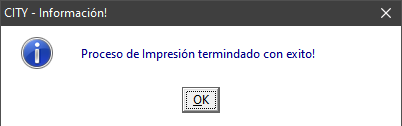 CITY - Información!
Proceso de Impresión termindado con exito!
OK